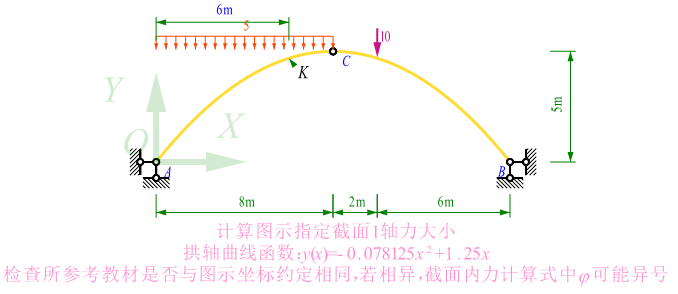 6m
5
10
C
K
Y
X
O
A
B
5m
8m
2m
6m
计算图示指定截面1轴力大小
拱轴曲线函数:y(x)=-0.078125x²+1.25x
检查所参考教材是否与图示坐标约定相同,若相异,截面内力计算式中φ可能异号